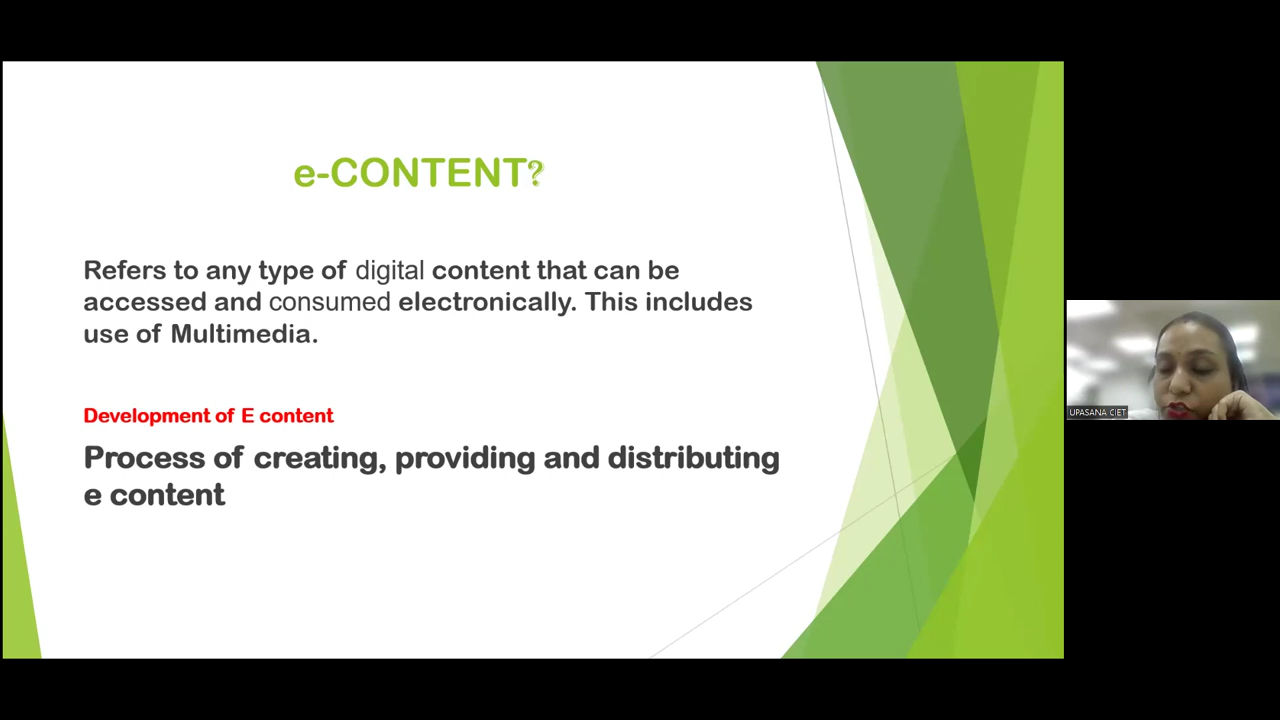 e-CONTENT?
Refers to any type of digital content that can be
accessed and consumed electronically. This includes
use of Multimedia.
Development of E content
Process of creating, providing and distributing
e content
UPASANA CIET